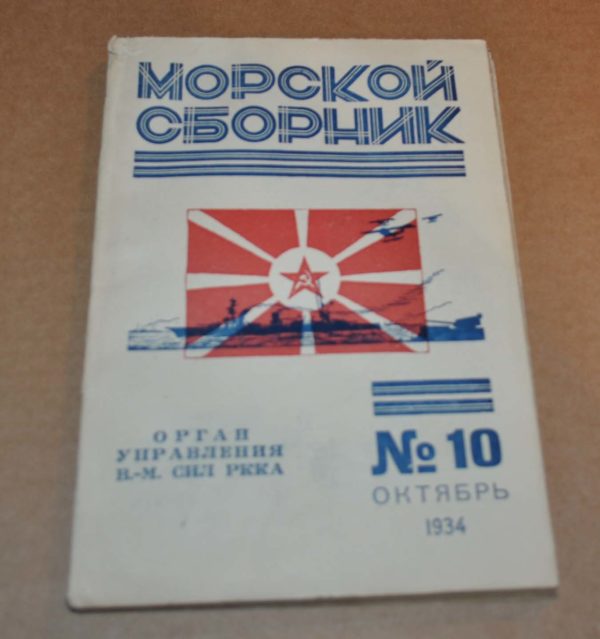 МОРСКОЙ
СБОРНИК
ОРГАН
УПРАВЛЕНИЯ
В.-М. СИЛ РККА
№ 10
ОКТЯБРЬ
1934